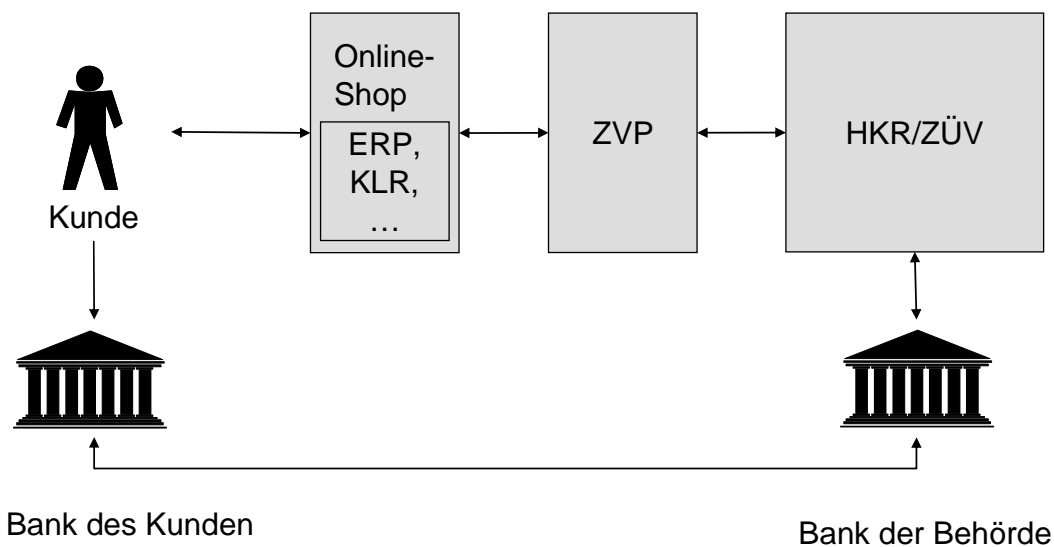 Online-
Shop
ERP,
KLR,
…
ZVP
HKR/ZÜV
Kunde
Bank des Kunden
Bank der Behörde